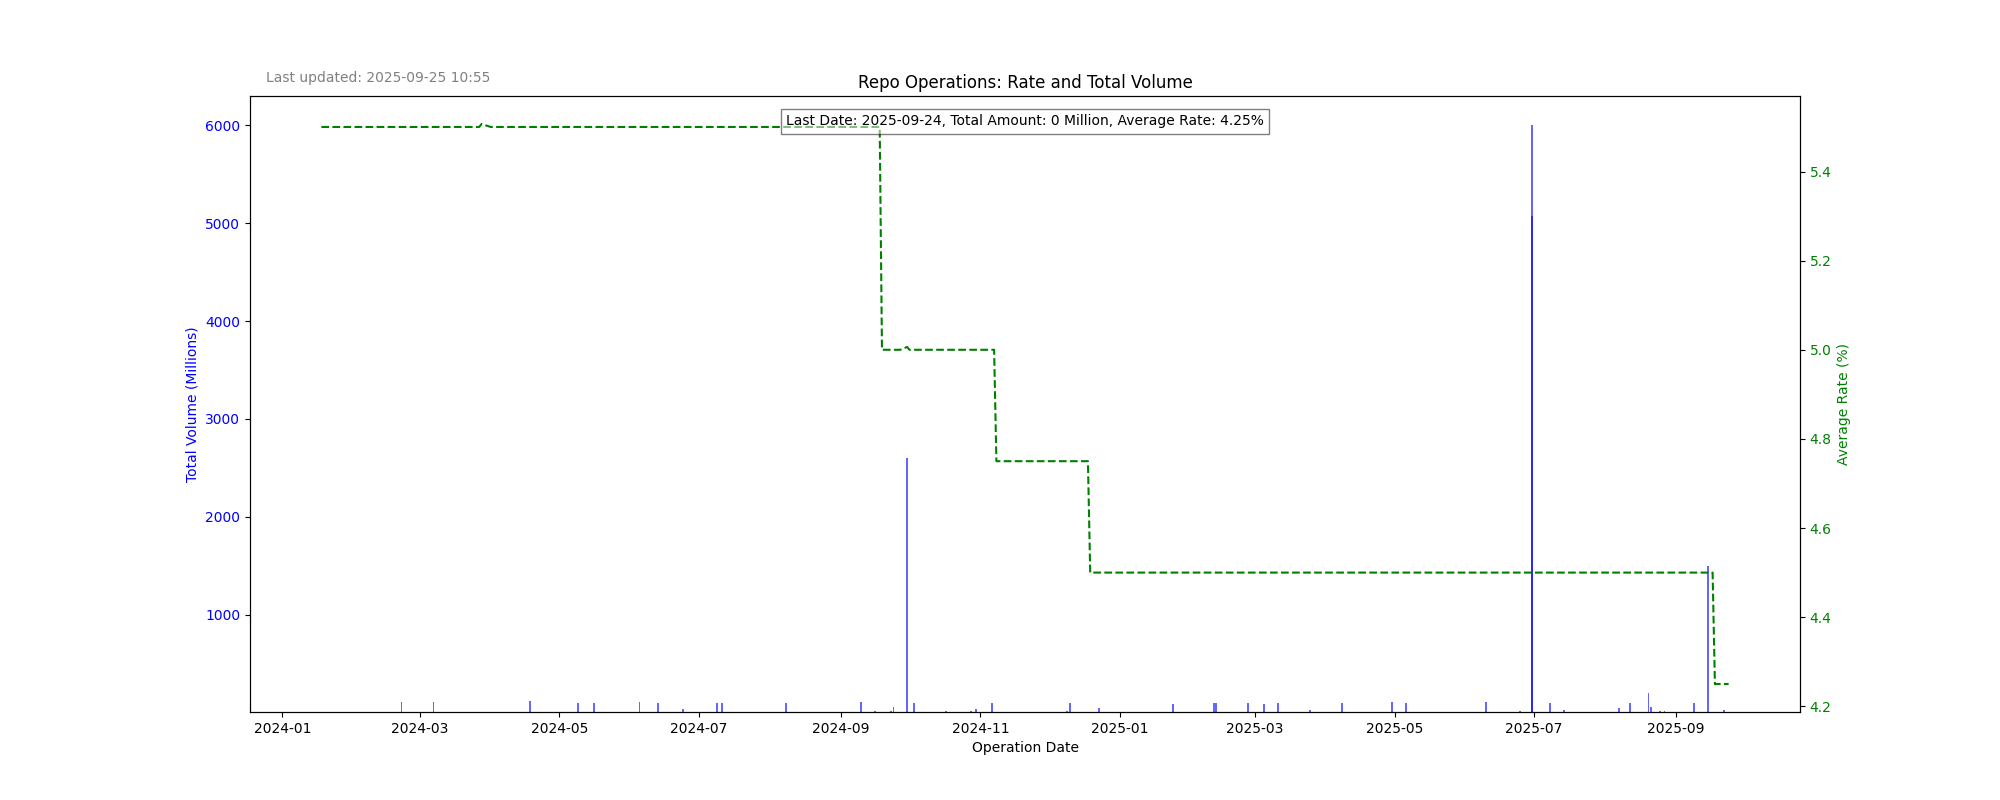 Last updated: 2025-09-25 10:55
Repo Operations: Rate and Total Volume
Last Date: 2025-09-24, Total Amount: 0 Million, Average Rate: 4.25%
Total Volume (Millions)
6000
5000
4000
3000
2000
1000
5.4
5.2
5.0
4.8
4.6
4.4
4.2
Average Rate (%)
2024-01 2024-03 2024-05 2024-07 2024-09 2024-11 2025-01 2025-03 2025-05 2025-07 2025-09
Operation Date